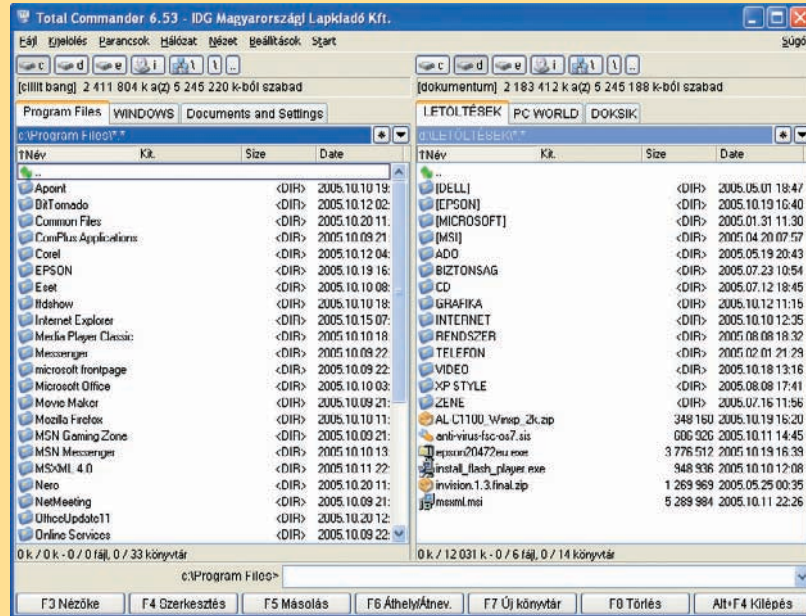 Total Commander 6.53 - IDG Magyarországi Lapkiadó Kft.
Fájl Kijelölés Parancsok Hálózat Nézet Beállítások Start Súgó
c d e i \ \ ..
[cillit bang] 2 411 804 k a(z) 5 245 220 k-ból szabad
Program Files WINDOWS Documents and Settings
c:\Program Files\*.*
Név Kit. Size Date
..
Apoint <DIR> 2005.10.10 19:
BitTornado <DIR> 2005.10.12 02:
Common Files <DIR> 2005.10.20 11:
ComPlus Applications <DIR> 2005.10.09 21:
Corel <DIR> 2005.10.12 04:
EPSON <DIR> 2005.10.19 16:
Eset <DIR> 2005.10.10 08:
ffdshow <DIR> 2005.10.10 18:
Internet Explorer <DIR> 2005.10.15 07:
Media Player Classic <DIR> 2005.10.10 18:
Messenger <DIR> 2005.10.09 22:
microsoft frontpage <DIR> 2005.10.09 22:
Microsoft Office <DIR> 2005.10.10 03:
Movie Maker <DIR> 2005.10.09 21:
Mozilla Firefox <DIR> 2005.10.10 11:
MSN Gaming Zone <DIR> 2005.10.09 21:
MSN Messenger <DIR> 2005.10.10 13:
MSXML 4.0 <DIR> 2005.10.11 22:
Nero <DIR> 2005.10.20 11:
NetMeeting <DIR> 2005.10.09 21:
OfficeUpdate11 <DIR> 2005.10.20 12:
Online Services <DIR> 2005.10.09 22:
0 k / 0 k - 0 / 0 fájl, 0 / 33 könyvtár
c d e i \ \ ..
[dokumentum] 2 183 412 k a(z) 5 245 188 k-ból szabad
LETÖLTÉSEK PC WORLD DOKSIK
d:\LETÖLTÉSEK\*.*
Név Kit. Size Date
..
[DELL] <DIR> 2005.05.01 18:47
[EPSON] <DIR> 2005.10.19 16:40
[MICROSOFT] <DIR> 2005.01.31 11:30
[MSI] <DIR> 2005.04.20 07:57
ADO <DIR> 2005.05.19 20:43
BIZTONSAG <DIR> 2005.07.23 10:54
CD <DIR> 2005.07.12 18:45
GRAFIKA <DIR> 2005.10.12 11:15
INTERNET <DIR> 2005.10.10 12:35
RENDSZER <DIR> 2005.08.08 18:32
TELEFON <DIR> 2005.02.01 21:29
VIDEO <DIR> 2005.10.18 13:16
XP STYLE <DIR> 2005.08.08 17:41
ZENE <DIR> 2005.07.16 11:56
AL-C1100_Winxp_2k.zip 348 160 2005.10.19 16:20
anti-virus-fsc-os7.sis 606 926 2005.10.11 14:45
epson20472eu.exe 3 776 512 2005.10.19 16:39
install_flash_player.exe 948 936 2005.10.10 12:08
invision.1.3.final.zip 1 269 969 2005.05.25 00:35
msxml.msi 5 289 984 2005.10.11 22:26
0 k / 12 031 k - 0 / 6 fájl, 0 / 14 könyvtár
c:\Program Files>
F3 Nézőke F4 Szerkesztés F5 Másolás F6 Áthely/Átnev. F7 Új könyvtár F8 Törlés Alt+F4 Kilépés